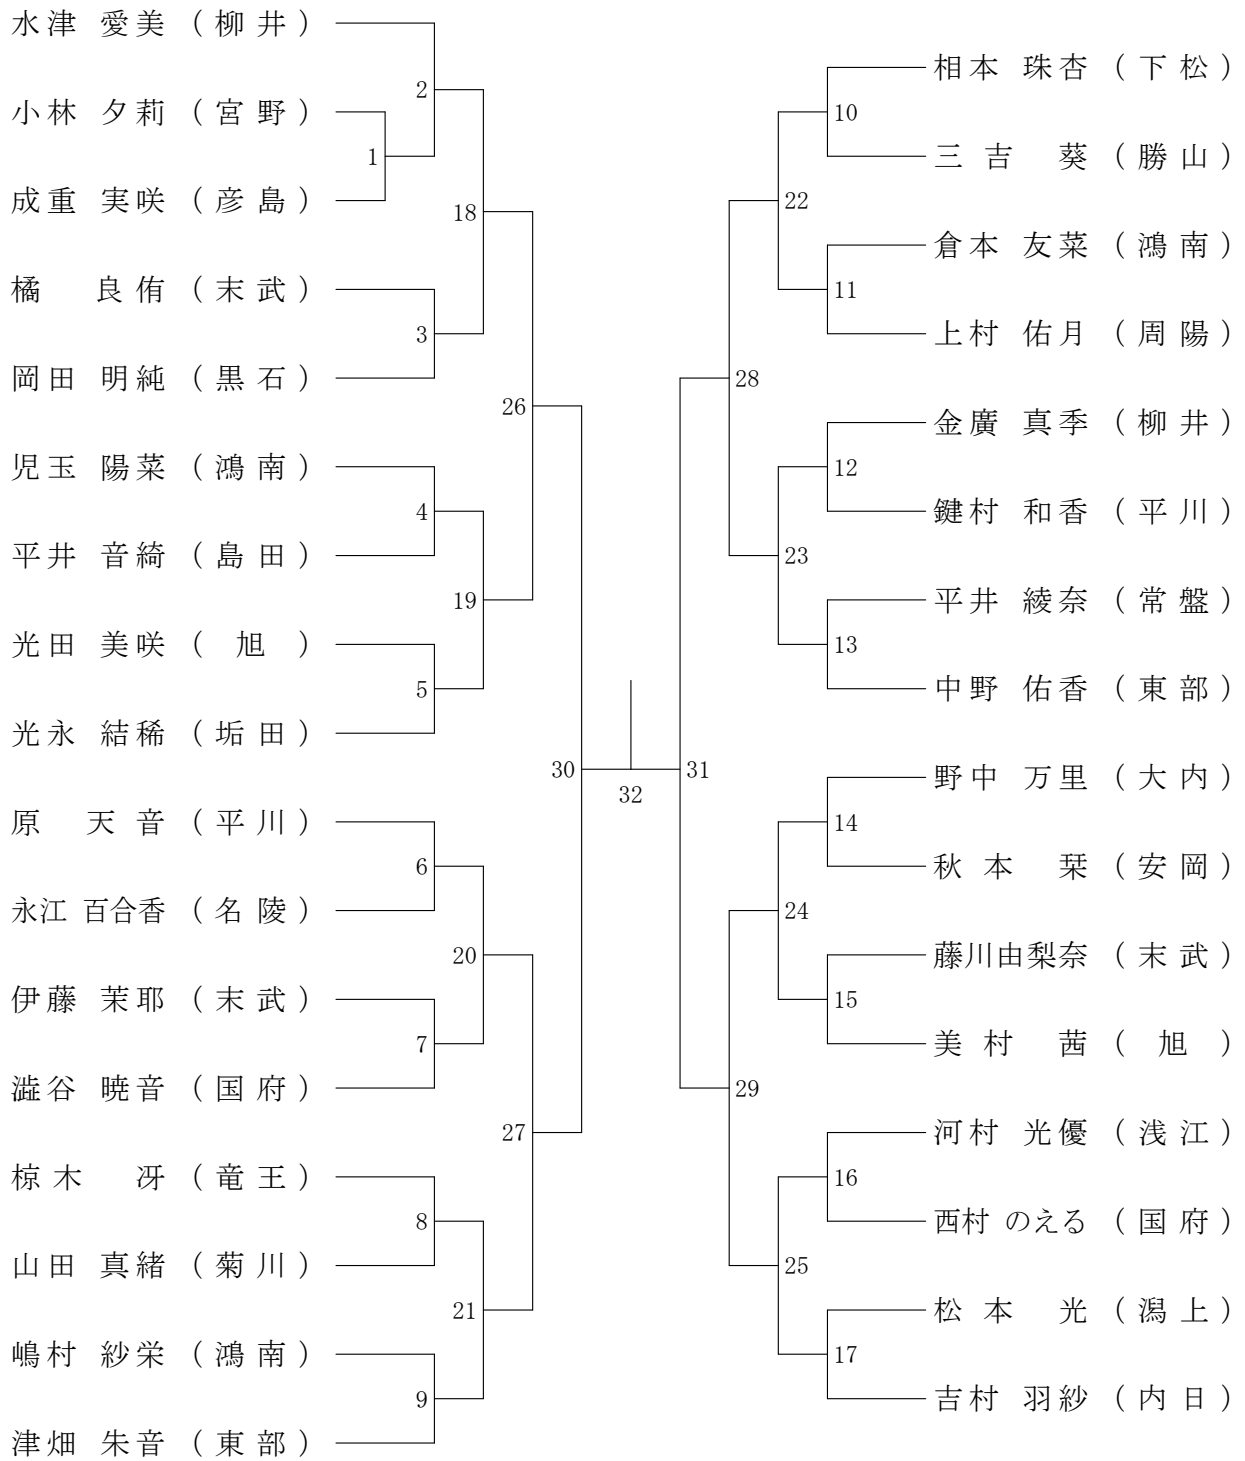 水津 愛美 (柳井)
小林 夕莉 (宮野)
成重 実咲 (彦島)
橘 良侑 (末武)
岡田 明純 (黒石)
児玉 陽菜 (鴻南)
平井 音綺 (島田)
光田 美咲 (旭)
光永 結稀 (垢田)
原 天音 (平川)
永江 百合香 (名陵)
伊藤 茉耶 (末武)
澁谷 暁音 (国府)
椋木 冴 (竜王)
山田 真緒 (菊川)
嶋村 紗栄 (鴻南)
津畑 朱音 (東部)
1
2
3
4
5
6
7
8
9
18
19
20
21
26
27
30
32
31
28
29
22
23
24
25
10
11
12
13
14
15
16
17
相本 珠杏 (下松)
三吉 葵 (勝山)
倉本 友菜 (鴻南)
上村 佑月 (周陽)
金廣 真季 (柳井)
鍵村 和香 (平川)
平井 綾奈 (常盤)
中野 佑香 (東部)
野中 万里 (大内)
秋本 栞 (安岡)
藤川由梨奈 (末武)
美村 茜 (旭)
河村 光優 (浅江)
西村 のえる (国府)
松本 光 (潟上)
吉村 羽紗 (内日)